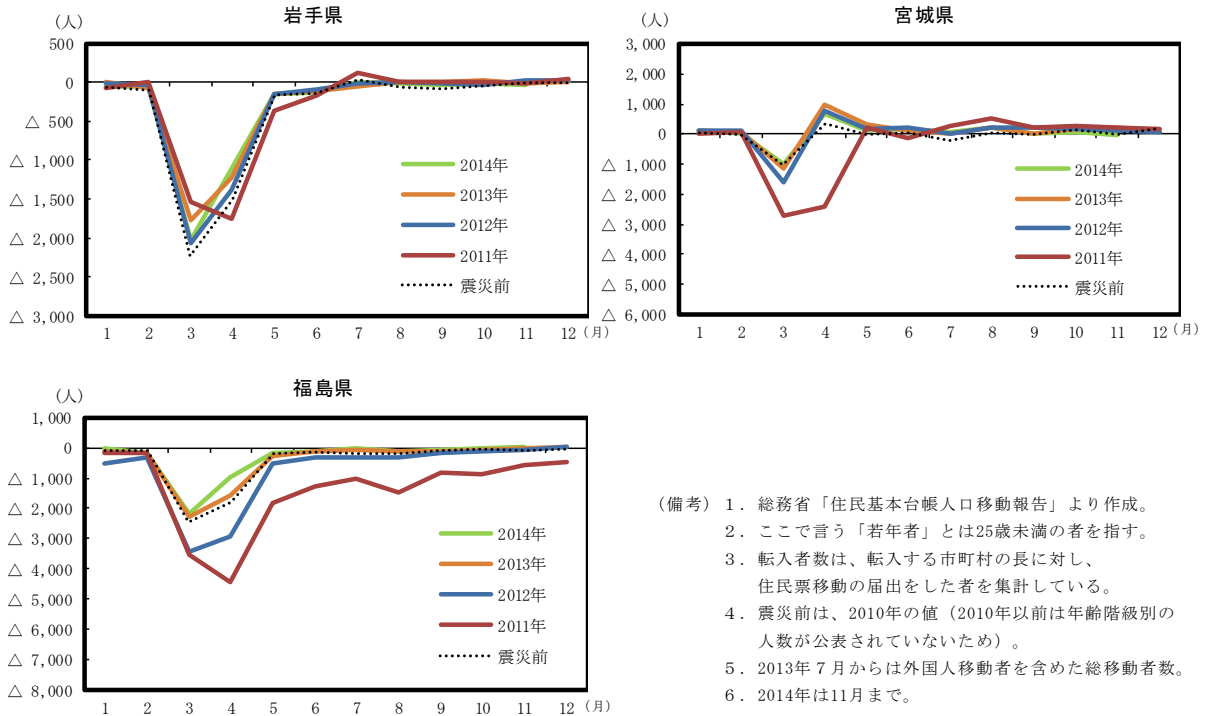 岩手県
(人)
500
0
△ 500
△ 1,000
△ 1,500
△ 2,000
△ 2,500
△ 3,000
2014年
2013年
2012年
2011年
震災前
1 2 3 4 5 6 7 8 9 10 11 12 (月)
宮城県
(人)
3,000
2,000
1,000
0
△ 1,000
△ 2,000
△ 3,000
△ 4,000
△ 5,000
△ 6,000
2014年
2013年
2012年
2011年
震災前
1 2 3 4 5 6 7 8 9 10 11 12 (月)
福島県
(人)
1,000
0
△ 1,000
△ 2,000
△ 3,000
△ 4,000
△ 5,000
△ 6,000
△ 7,000
△ 8,000
2014年
2013年
2012年
2011年
震災前
1 2 3 4 5 6 7 8 9 10 11 12 (月)
(備考) 1．総務省「住民基本台帳人口移動報告」より作成。
2．ここで言う「若年者」とは25歳未満の者を指す。
3．転入者数は、転入する市町村の長に対し、
住民票移動の届出をした者を集計している。
4．震災前は、2010年の値（2010年以前は年齢階級別の
人数が公表されていないため）。
5．2013年７月からは外国人移動者を含めた総移動者数。
6．2014年は11月まで。